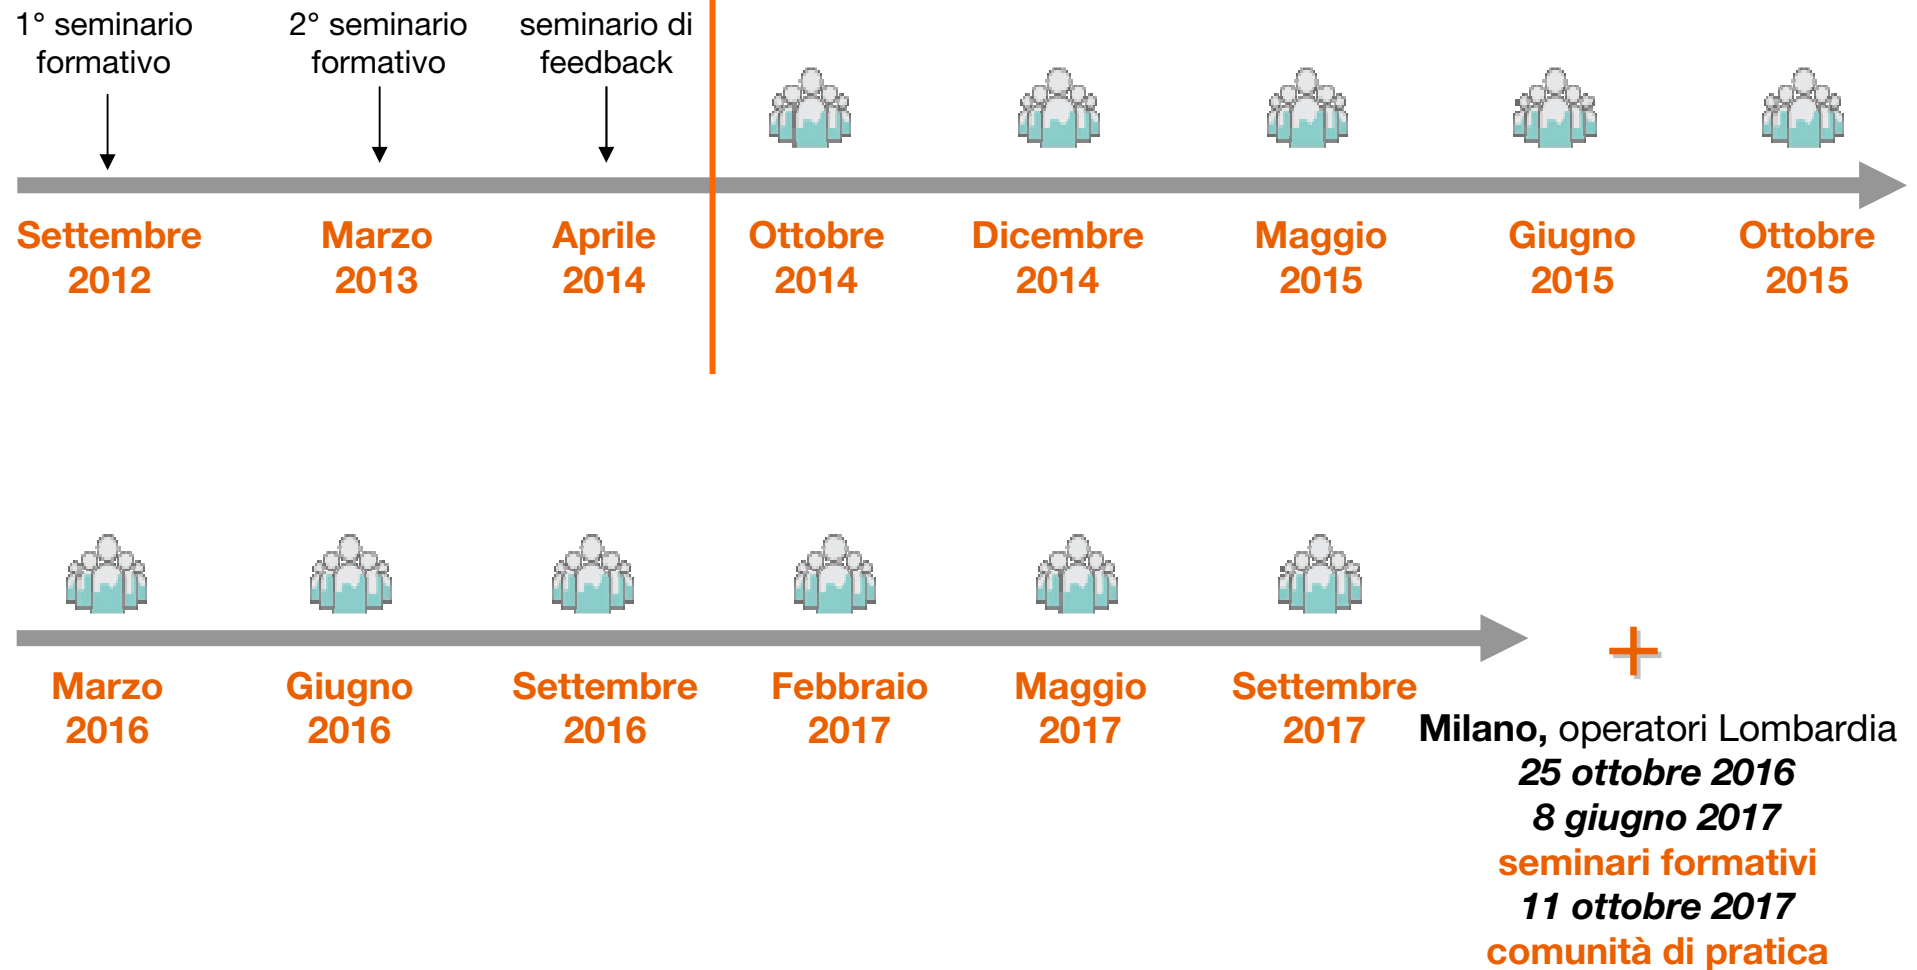 1° seminario
formativo
2° seminario
formativo
seminario di
feedback
Settembre
2012
Marzo
2013
Aprile
2014
Ottobre
2014
Dicembre
2014
Maggio
2015
Giugno
2015
Ottobre
2015
Marzo
2016
Giugno
2016
Settembre
2016
Febbraio
2017
Maggio
2017
Settembre
2017
+
Milano, operatori Lombardia
25 ottobre 2016
8 giugno 2017
seminari formativi
11 ottobre 2017
comunità di pratica